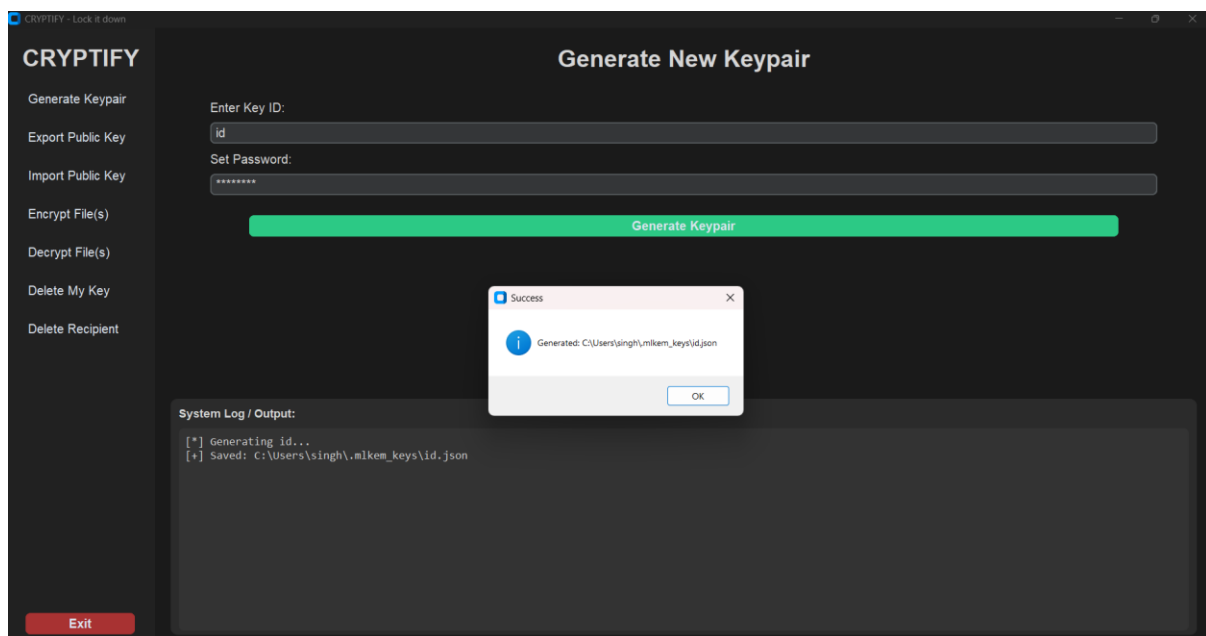 CRYPTIFY - Lock it down
CRYPTIFY
Generate Keypair
Export Public Key
Import Public Key
Encrypt File(s)
Decrypt File(s)
Delete My Key
Delete Recipient
Exit
Generate New Keypair
Enter Key ID:
id
Set Password:
********
Generate Keypair
Success
Generated: C:\Users\singh\.mlkem_keys\id.json
OK
System Log / Output:
[*] Generating id...
[+] Saved: C:\Users\singh\.mlkem_keys\id.json